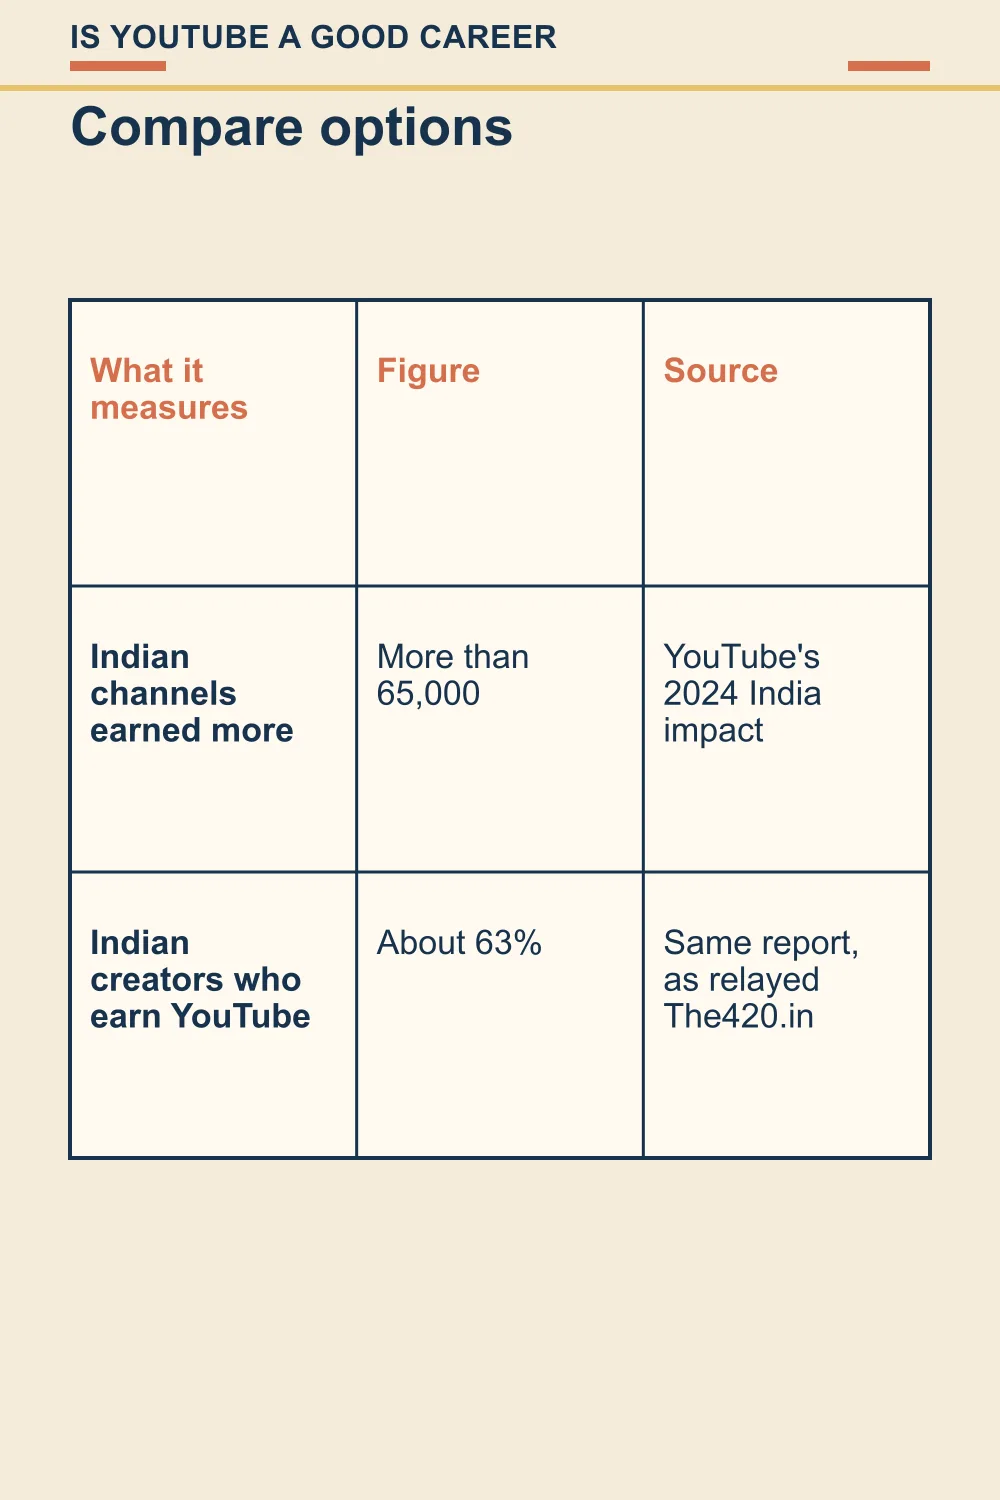 IS YOUTUBE A GOOD CAREER
Compare options
What it
measures
Figure
Source
Indian
channels
earned more
More than
65,000
YouTube's
2024 India
impact
Indian
creators who
earn YouTube
About 63%
Same report,
as relayed
The420.in